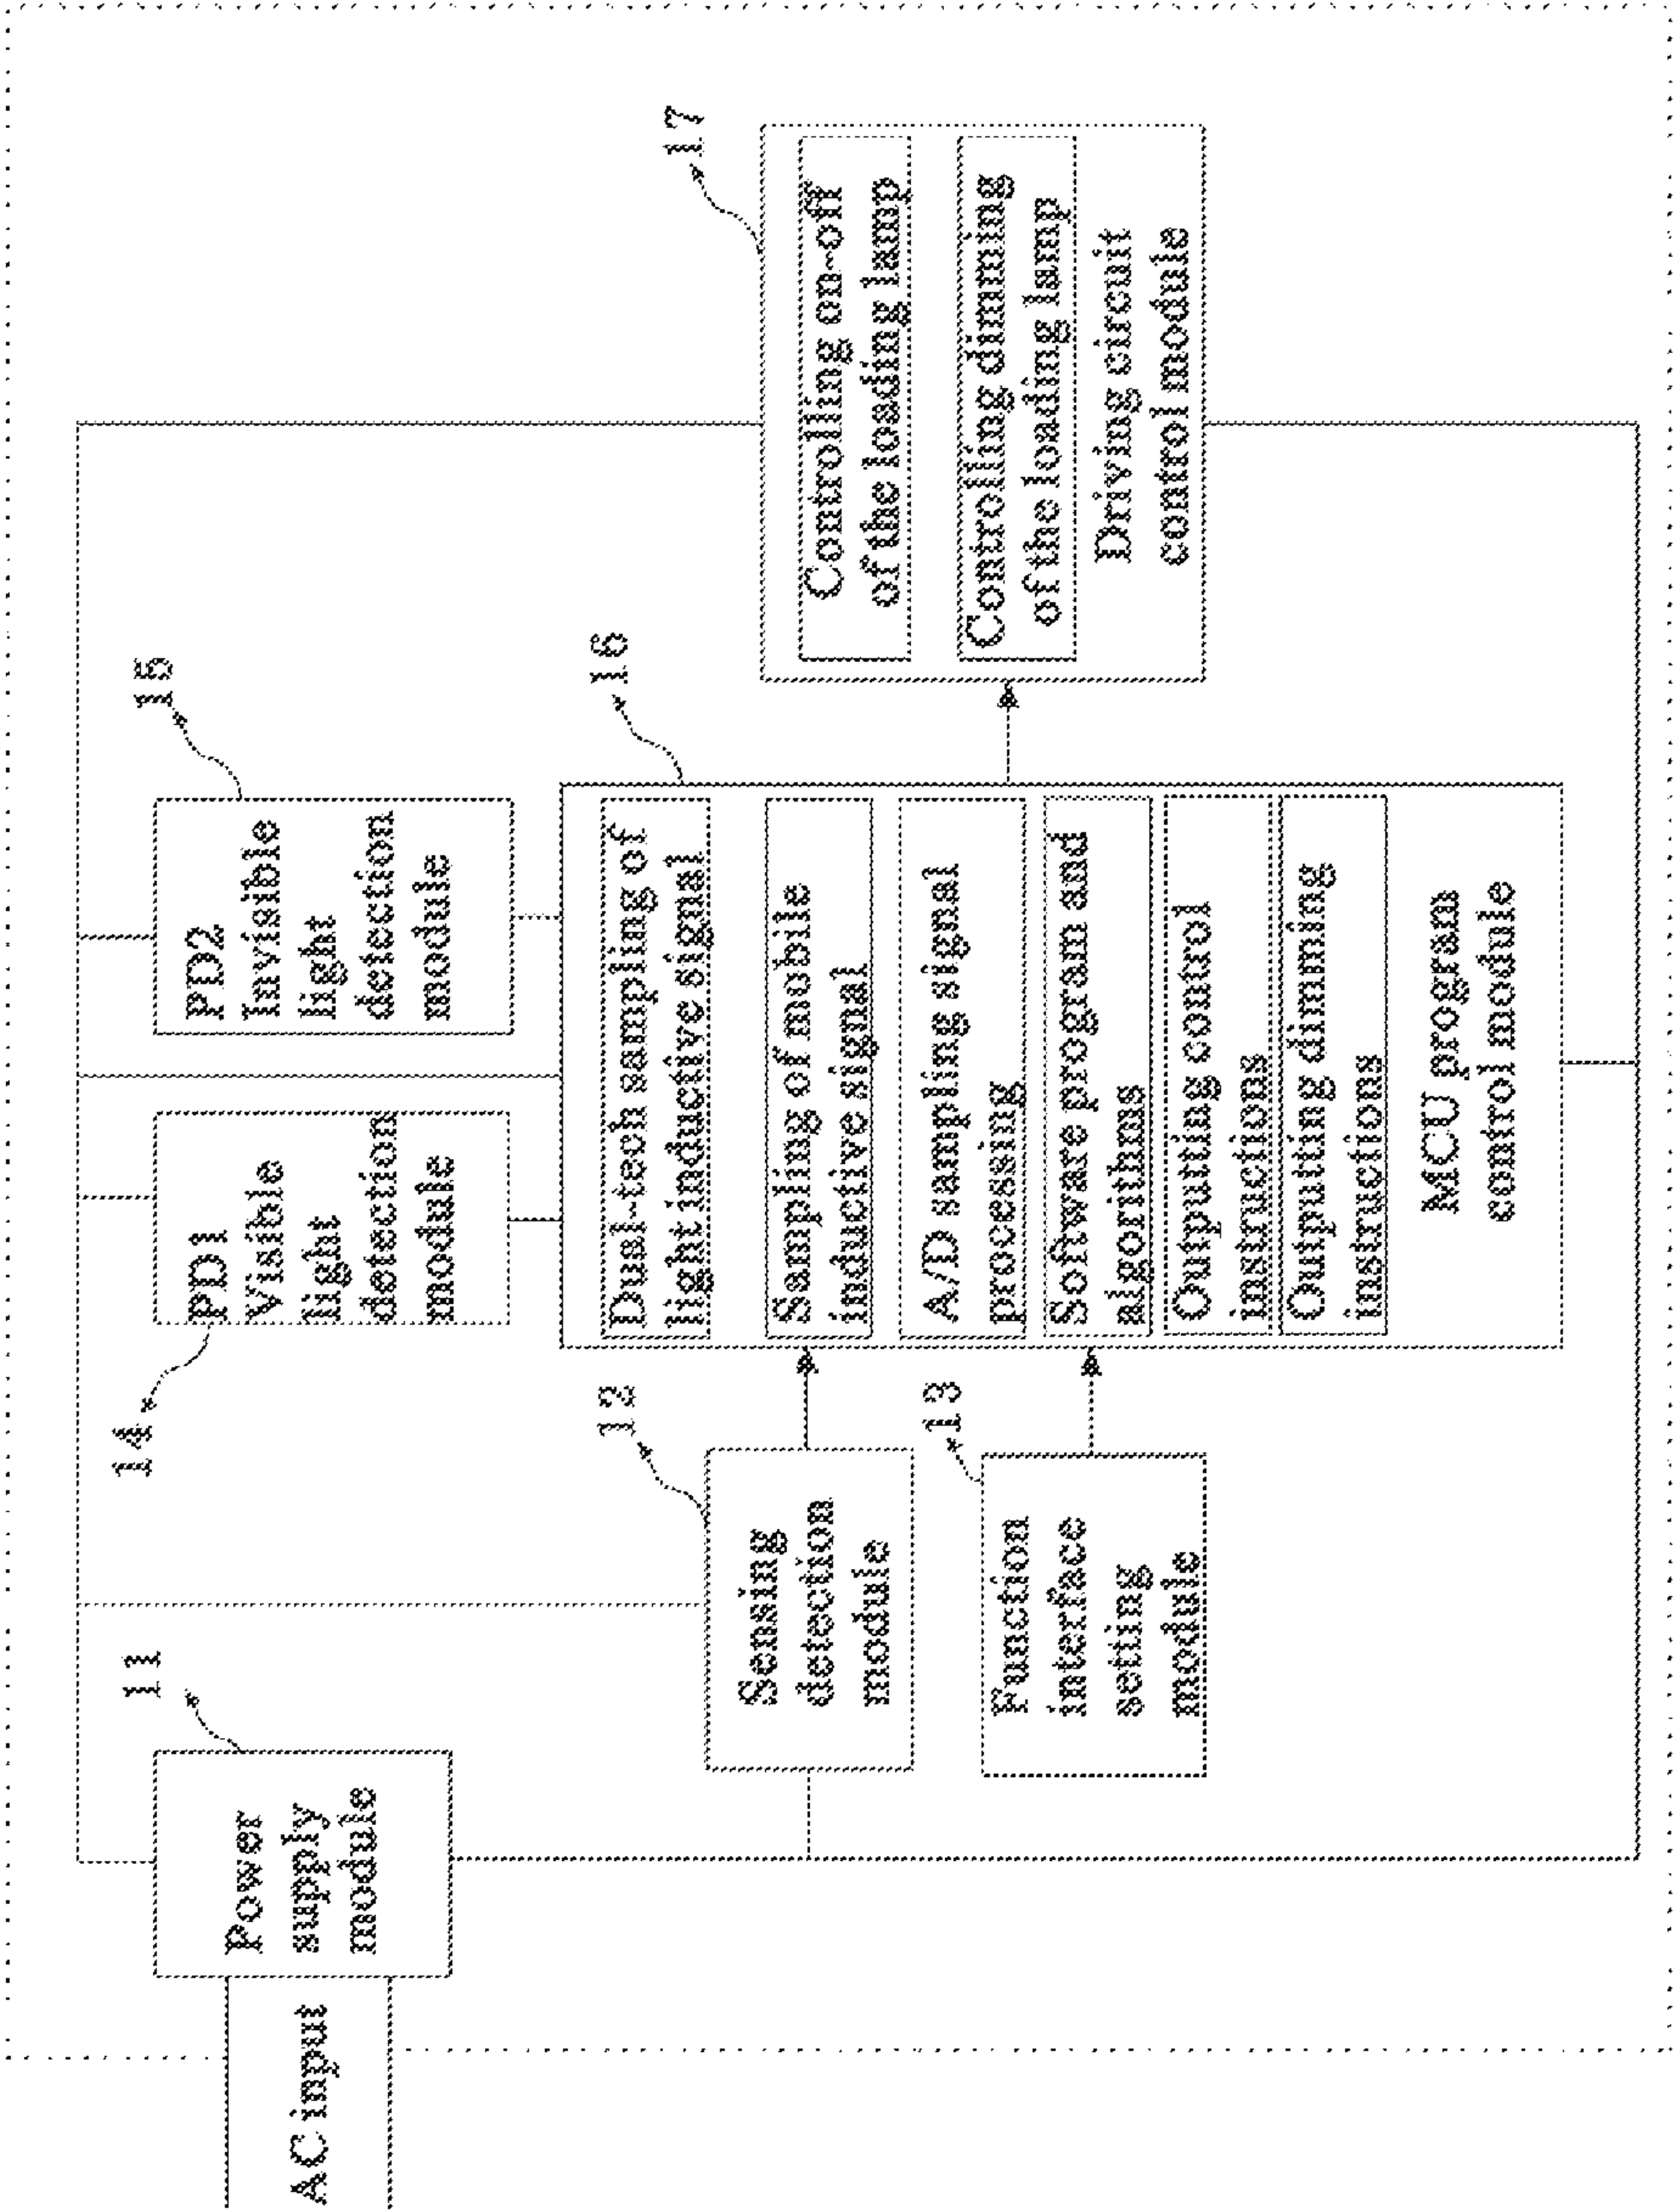 AC input
Power
supply
module
11
14
PD1
Visible
light
detection
module
15
PD2
Invisible
light
detection
module
12
Sensing
detection
module
13
Function
interface
setting
module
16
Dual-tech sampling of
light inductive signal
Sampling of mobile
inductive signal
A/D sampling signal
processing
Software program and
algorithms
Outputting control
instructions
Outputting dimming
instructions
MCU program
control module
17
Controlling on-off
of the loading lamp
Controlling dimming
of the loading lamp
Driving circuit
control module